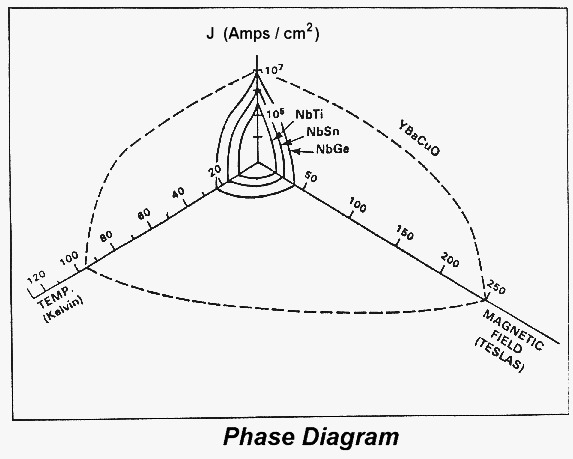 J (Amps / cm²)
10⁷
10⁵
NbTi
NbSn
NbGe
YBaCuO
20
40
60
80
100
120
TEMP.
(Kelvin)
50
100
150
200
250
MAGNETIC
FIELD
(TESLAS)
Phase Diagram